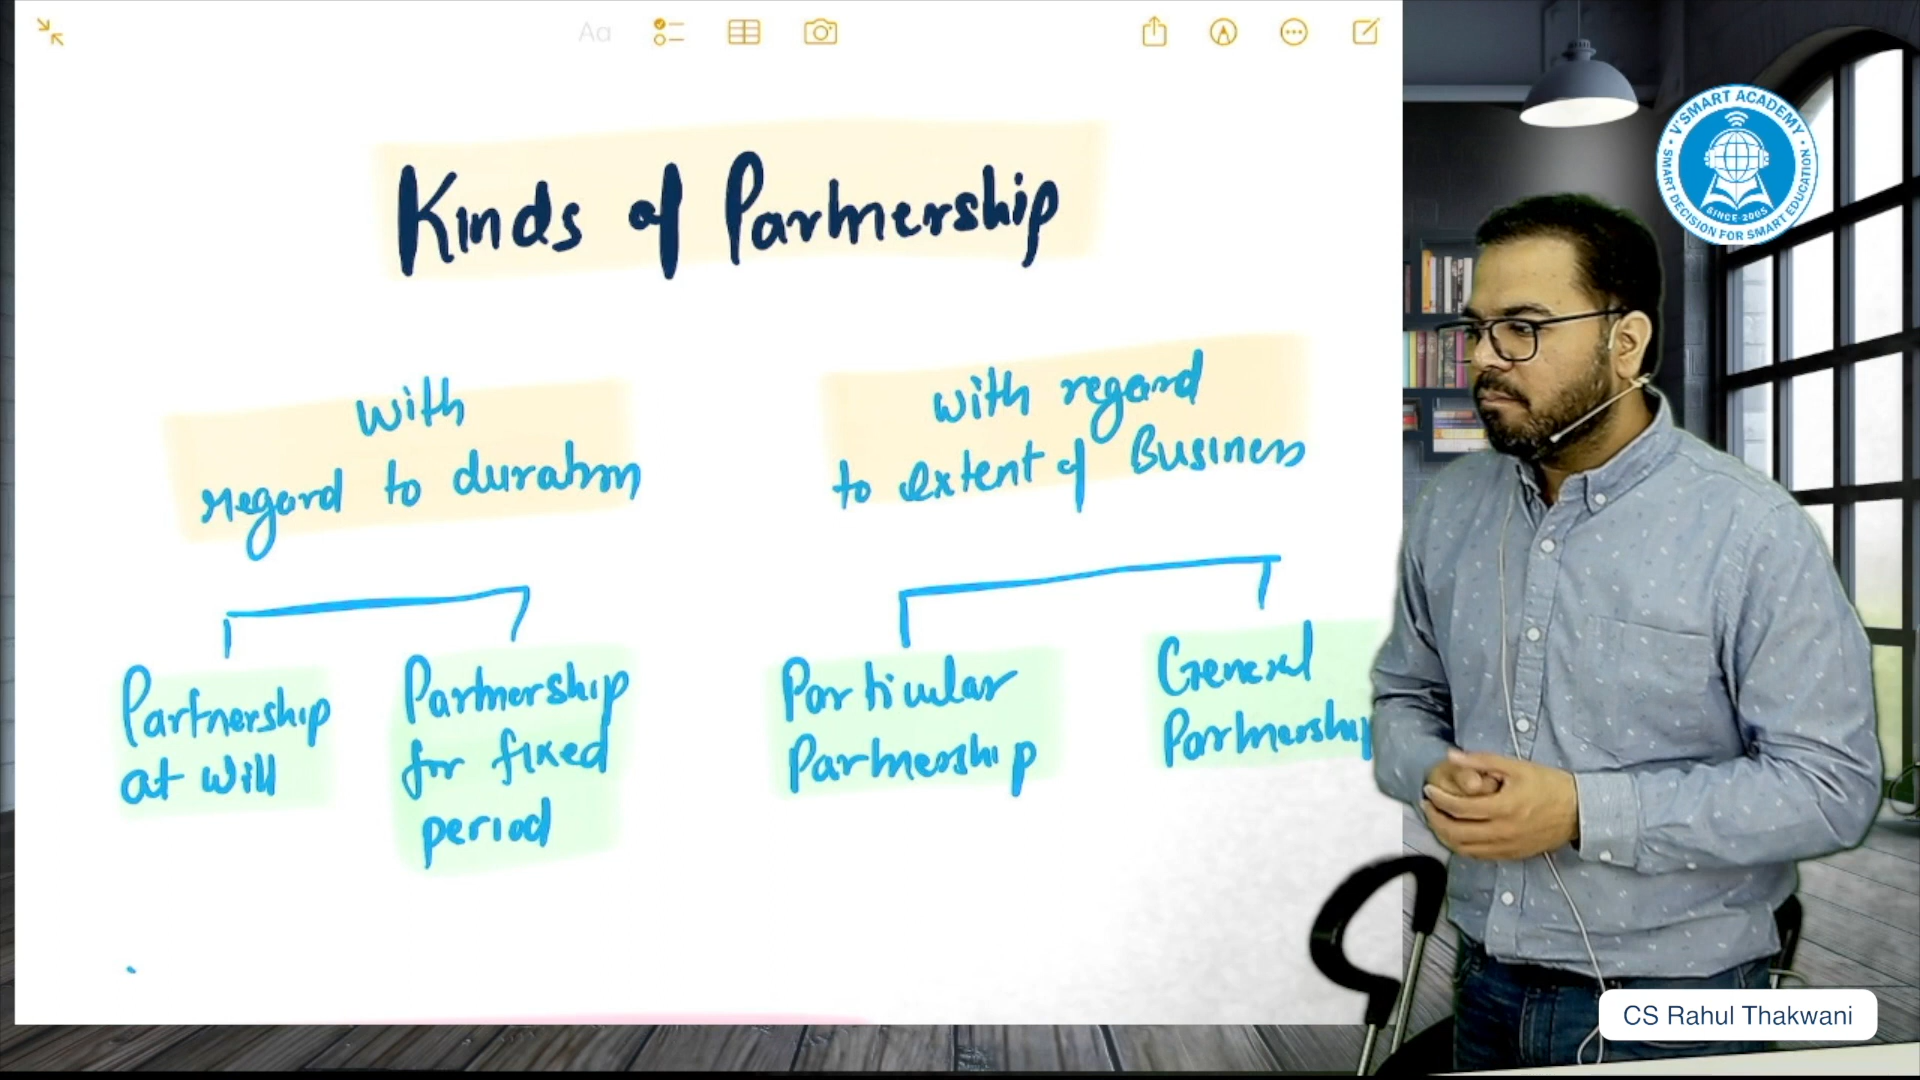 Aa
Kinds of Partnership
With
regard to duration
with regard
to extent of Business
Partnership
at will
Partnership
for fixed
period
Particular
Partnership
General
Partnership
V'SMART ACADEMY
SMART DECISION FOR SMART EDUCATION
SINCE-2005
CS Rahul Thakwani